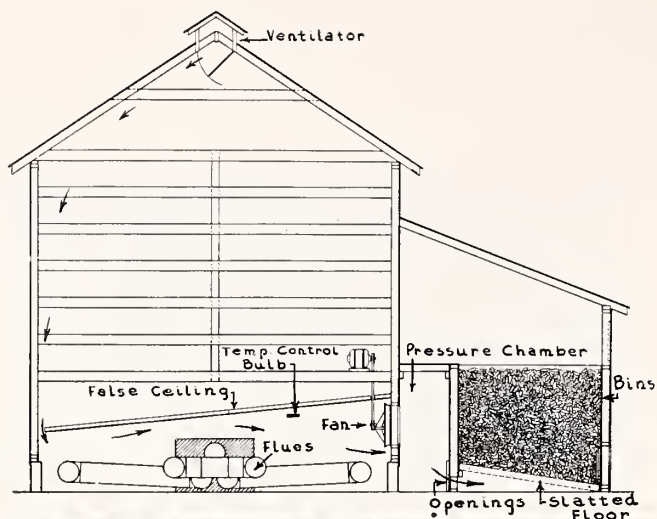 Ventilator
Temp. Control
Bulb
Pressure Chamber
False Ceiling
Bins
Fan
Flues
Openings
Slatted
Floor